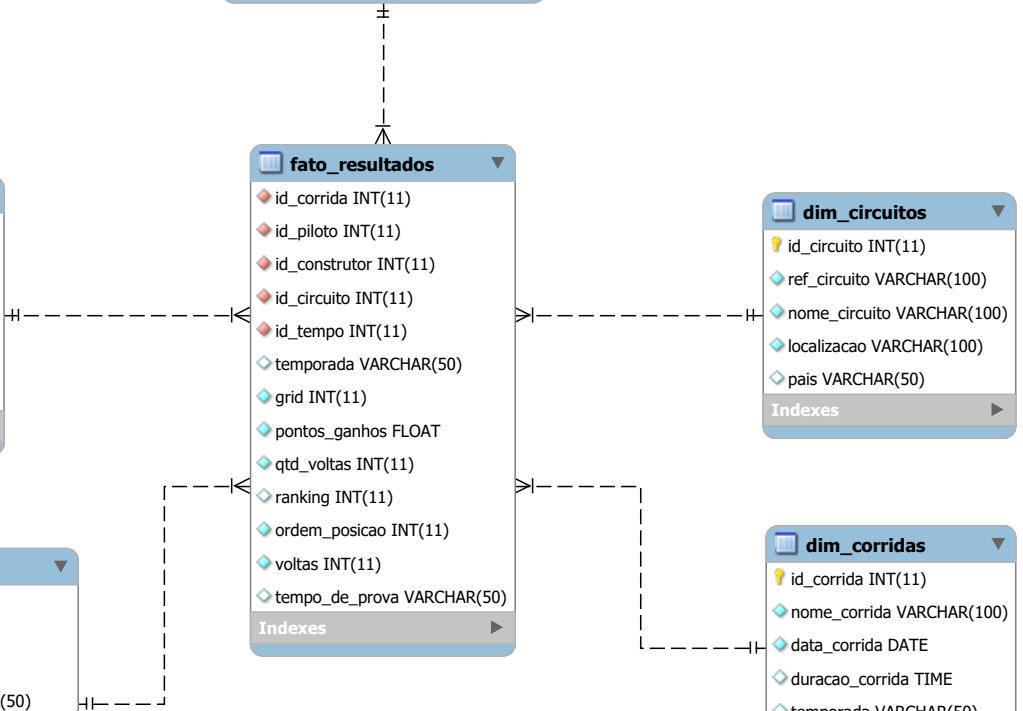 fato_resultados
id_corrida INT(11)
id_piloto INT(11)
id_construtor INT(11)
id_circuito INT(11)
id_tempo INT(11)
temporada VARCHAR(50)
grid INT(11)
pontos_ganhos FLOAT
qtd_voltas INT(11)
ranking INT(11)
ordem_posicao INT(11)
voltas INT(11)
tempo_de_prova VARCHAR(50)
Indexes
dim_circuitos
id_circuito INT(11)
ref_circuito VARCHAR(100)
nome_circuito VARCHAR(100)
localizacao VARCHAR(100)
pais VARCHAR(50)
Indexes
dim_corridas
id_corrida INT(11)
nome_corrida VARCHAR(100)
data_corrida DATE
duracao_corrida TIME
temporada VARCHAR(50)
(50)